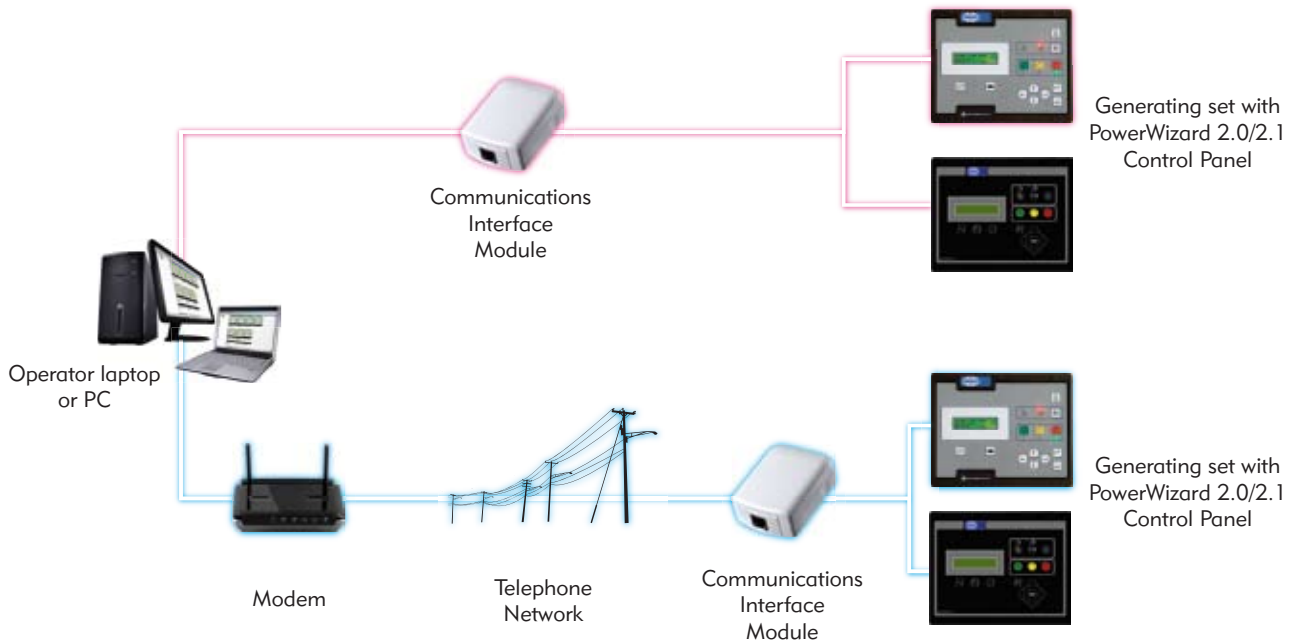 Generating set with
PowerWizard 2.0/2.1
Control Panel
Communications
Interface
Module
Operator laptop
or PC
Generating set with
PowerWizard 2.0/2.1
Control Panel
Modem
Telephone
Network
Communications
Interface
Module